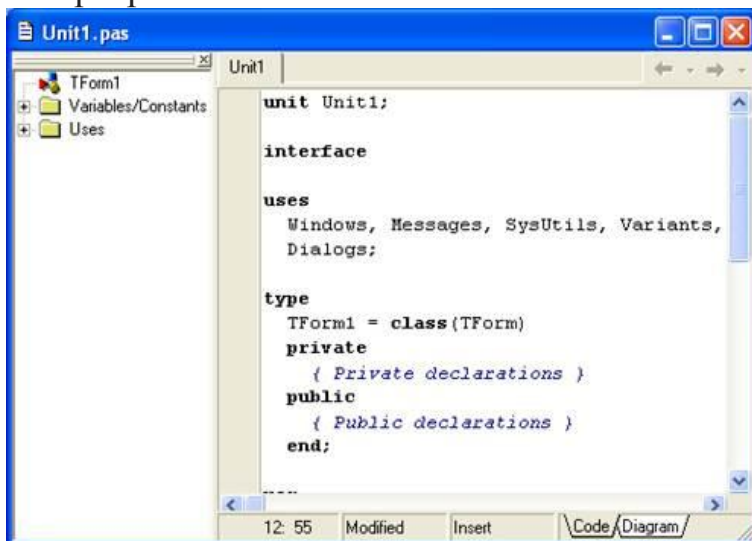 Unit1.pas
TForm1
Variables/Constants
Uses
Unit1
unit Unit1;
interface
uses
Windows, Messages, SysUtils, Variants,
Dialogs;
type
TForm1 = class(TForm)
private
{ Private declarations }
public
{ Public declarations }
end;
12: 55 Modified Insert Code Diagram